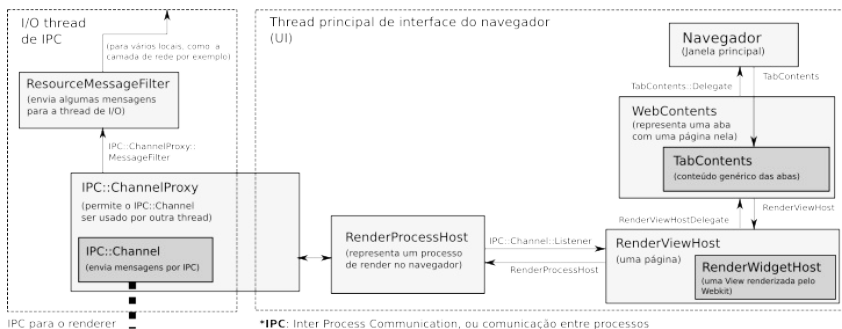 I/O thread
de IPC
(para vários locais, como a
camada de rede por exemplo)
ResourceMessageFilter
(envia algumas mensagens
para a thread de I/O)
IPC::ChannelProxy::
MessageFilter
IPC::ChannelProxy
(permite o IPC::Channel
ser usado por outra thread)
IPC::Channel
(envia mensagens por IPC)
IPC para o renderer
Thread principal de interface do navegador
(UI)
Navegador
(Janela principal)
TabContents::Delegate
TabContents
WebContents
(representa uma aba
com uma página nela)
TabContents
(conteúdo genérico das abas)
RenderViewHostDelegate
RenderViewHost
RenderProcessHost
(representa um processo
de render no navegador)
IPC::Channel::Listener
RenderProcessHost
RenderViewHost
(uma página)
RenderWidgetHost
(uma View renderizada pelo
Webkit)
*IPC: Inter Process Communication, ou comunicação entre processos